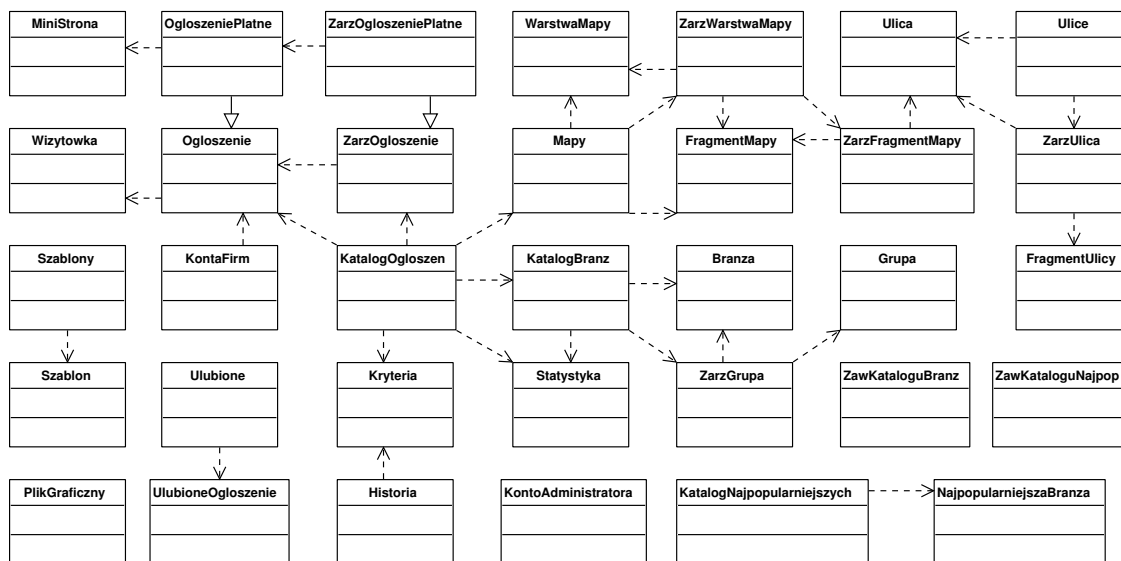 MiniStrona
OgloszeniePlatne
ZarzOgloszeniePlatne
WarstwaMapy
ZarzWarstwaMapy
Ulica
Ulice
Wizytowka
Ogloszenie
ZarzOgloszenie
Mapy
FragmentMapy
ZarzFragmentMapy
ZarzUlica
Szablony
KontaFirm
KatalogOgloszen
KatalogBranz
Branza
Grupa
FragmentUlicy
Szablon
Ulubione
Kryteria
Statystyka
ZarzGrupa
ZawKataloguBranz
ZawKataloguNajpop
PlikGraficzny
UlubioneOgloszenie
Historia
KontoAdministratora
KatalogNajpopularniejszych
NajpopularniejszaBranza